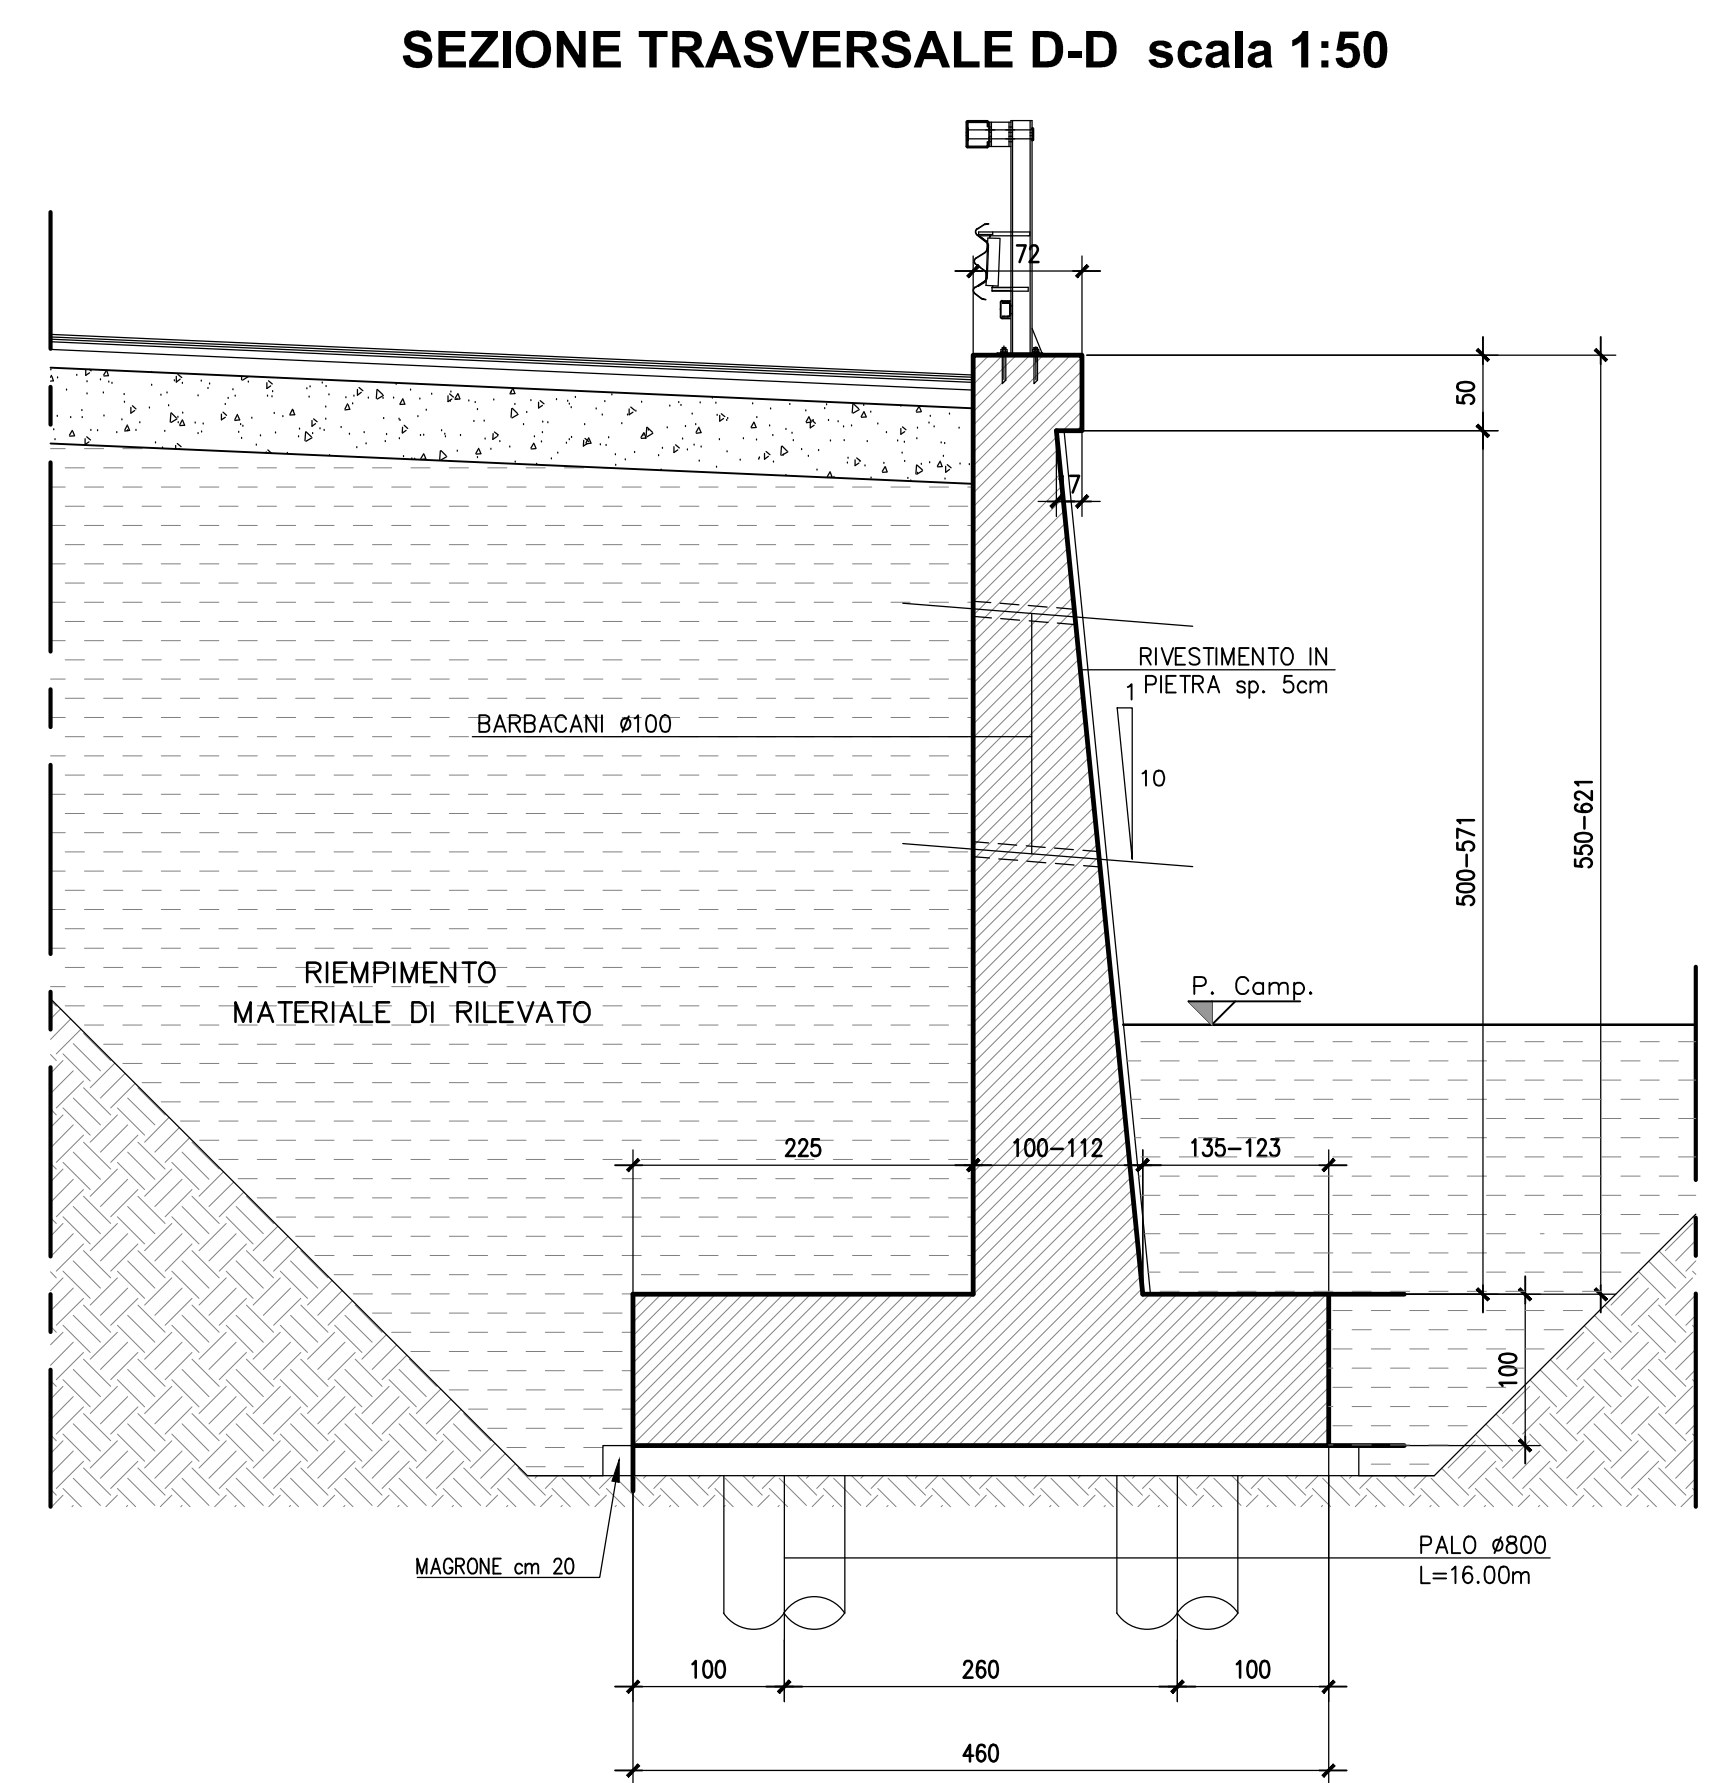 SEZIONE TRASVERSALE D-D scala 1:50
72
50
7
RIVESTIMENTO IN
PIETRA sp. 5cm
1
BARBACANI ø100
10
500-571
550-621
RIEMPIMENTO
MATERIALE DI RILEVATO
P. Camp.
225
100-112
135-123
100
MAGRONE cm 20
PALO ø800
L=16.00m
100
260
100
460